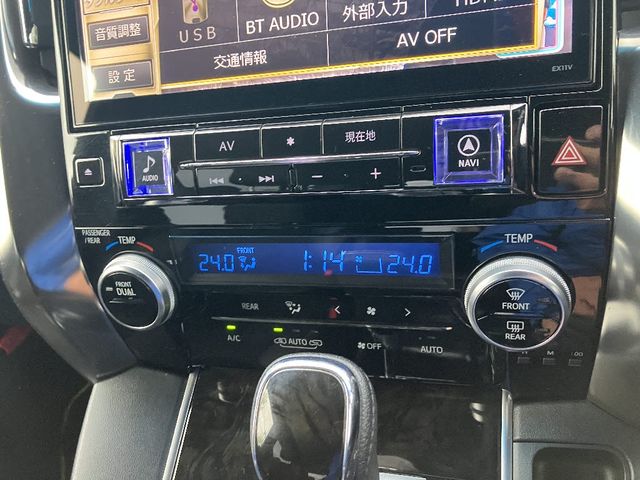 音質調整
設定
USB
BT AUDIO
外部入力
交通情報
AV OFF
EX11V
AUDIO
AV
現在地
NAVI
PASSENGER
/REAR
TEMP
FRONT
DUAL
24.0
FRONT
1:14
24.0
TEMP
FRONT
REAR
REAR
A/C
AUTO
OFF
AUTO